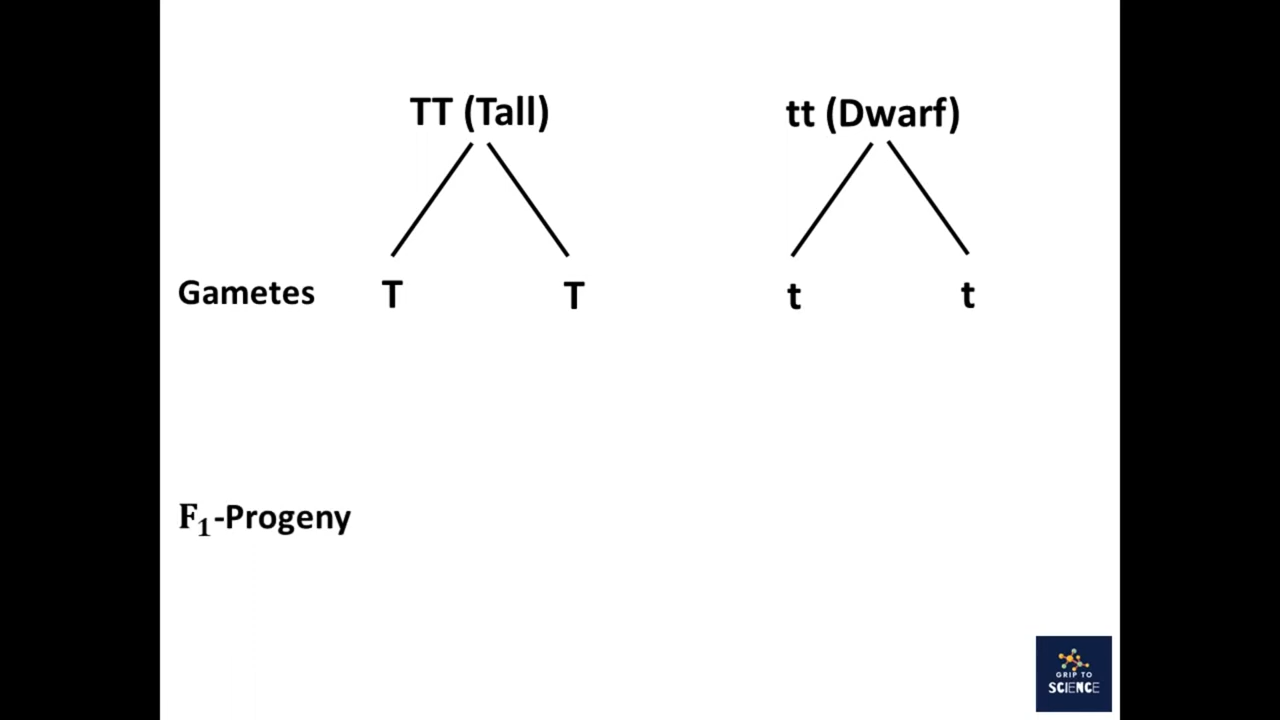 TT (Tall) tt (Dwarf)
Gametes T T t t
F₁-Progeny
GRIP TO
SCIENCE